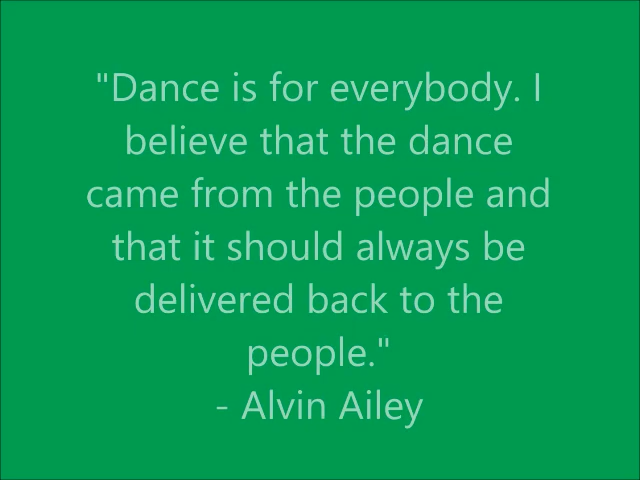 "Dance is for everybody. I
believe that the dance
came from the people and
that it should always be
delivered back to the
people."
- Alvin Ailey